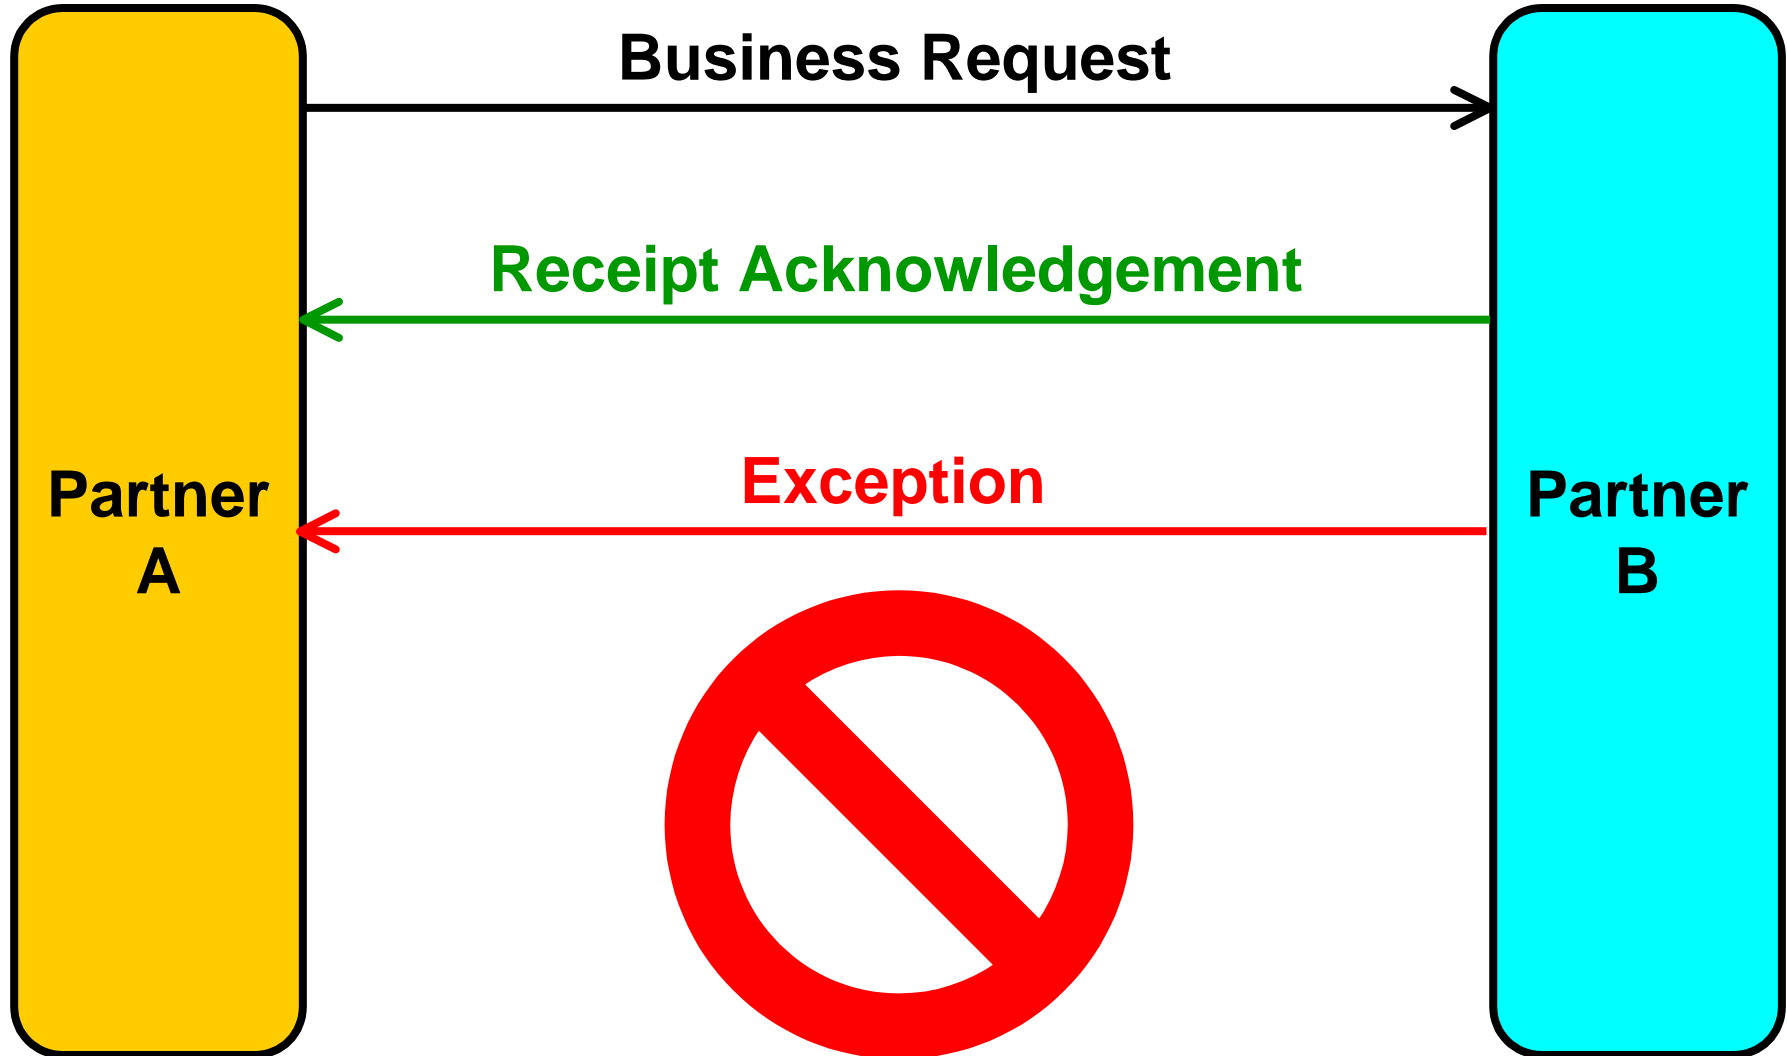 Business Request
Receipt Acknowledgement
Exception
Partner
A
Partner
B